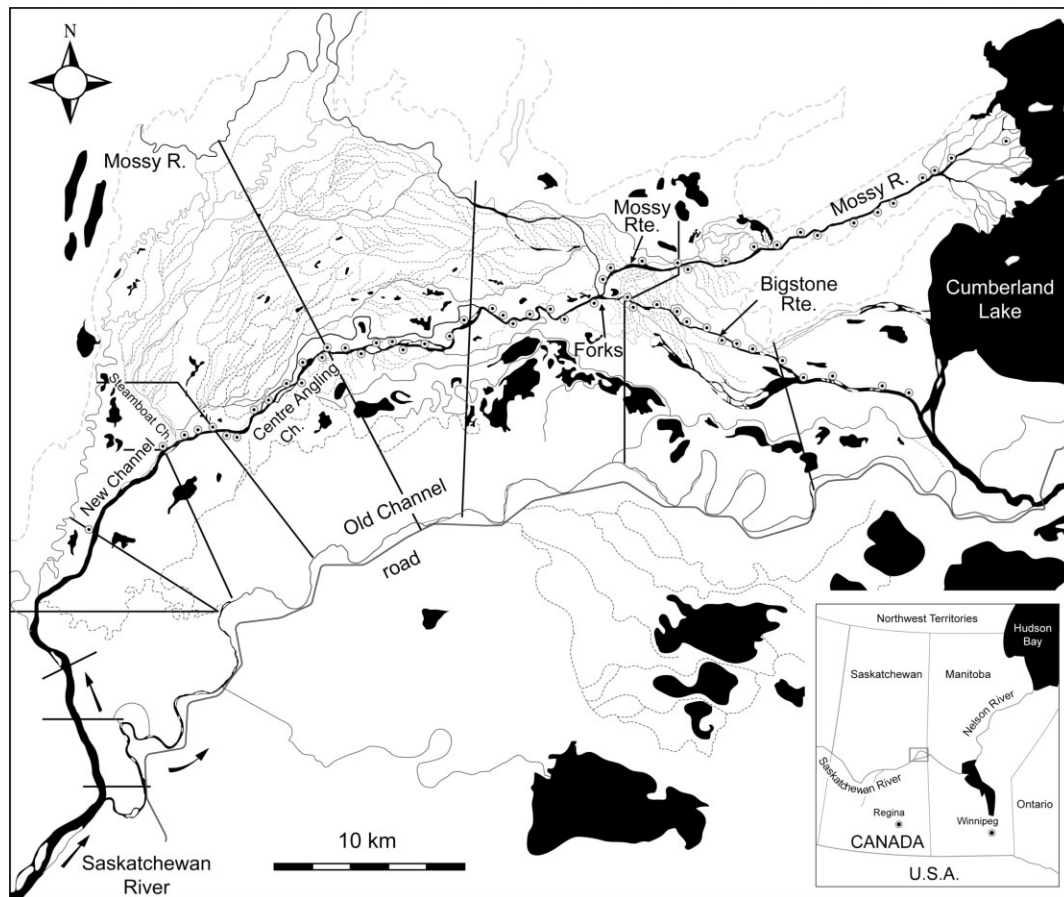 N
Mossy R.
Mossy
Rte.
Mossy R.
Bigstone
Rte.
Cumberland
Lake
Forks
Steamboat Ch.
Centre Angling
Ch.
New Channel
Old Channel
road
10 km
Saskatchewan
River
Northwest Territories
Hudson
Bay
Saskatchewan
Manitoba
Nelson River
Saskatchewan River
Ontario
Regina
Winnipeg
CANADA
U.S.A.